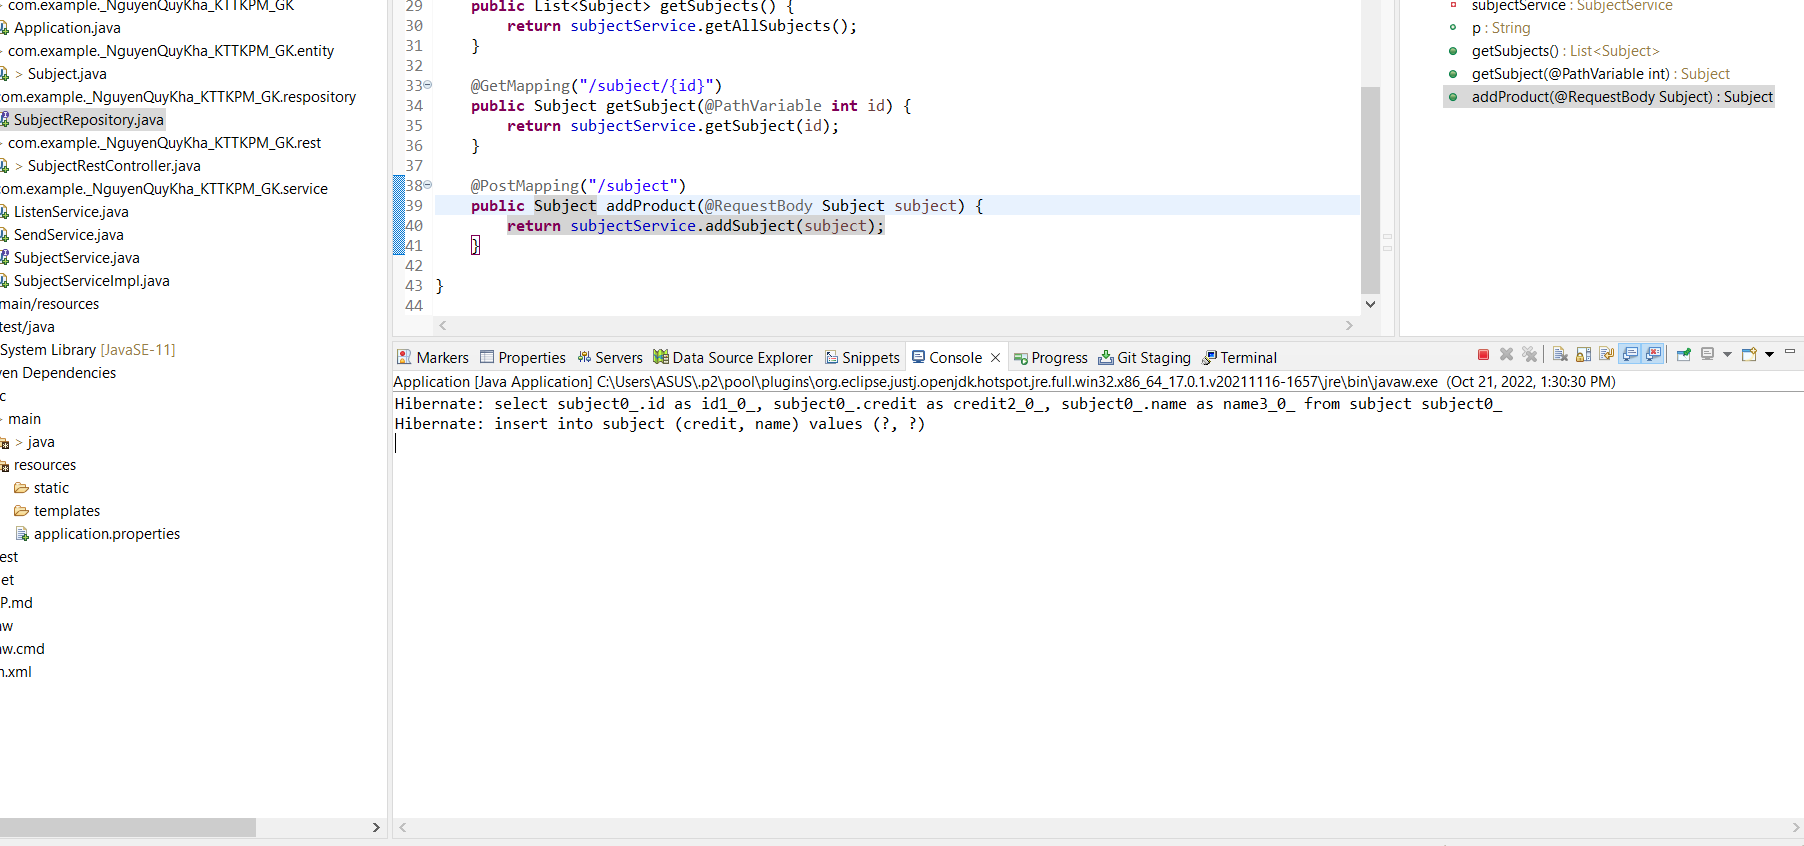 com.example._NguyenQuyKha_KTTKPM_GK
Application.java
com.example._NguyenQuyKha_KTTKPM_GK.entity
> Subject.java
com.example._NguyenQuyKha_KTTKPM_GK.respository
SubjectRepository.java
com.example._NguyenQuyKha_KTTKPM_GK.rest
> SubjectRestController.java
com.example._NguyenQuyKha_KTTKPM_GK.service
ListenService.java
SendService.java
SubjectService.java
SubjectServiceImpl.java
main/resources
test/java
System Library [JavaSE-11]
ven Dependencies
c
main
> java
resources
static
templates
application.properties
est
et
P.md
w
w.cmd
.xml
29 public List<Subject> getSubjects() {
30 return subjectService.getAllSubjects();
31 }
32
33 @GetMapping("/subject/{id}")
34 public Subject getSubject(@PathVariable int id) {
35 return subjectService.getSubject(id);
36 }
37
38 @PostMapping("/subject")
39 public Subject addProduct(@RequestBody Subject subject) {
40 return subjectService.addSubject(subject);
41 }
42
43 }
44
subjectService : SubjectService
p : String
getSubjects() : List<Subject>
getSubject(@PathVariable int) : Subject
addProduct(@RequestBody Subject) : Subject
Markers Properties Servers Data Source Explorer Snippets Console Progress Git Staging Terminal
Application [Java Application] C:\Users\ASUS\.p2\pool\plugins\org.eclipse.justj.openjdk.hotspot.jre.full.win32.x86_64_17.0.1.v20211116-1657\jre\bin\javaw.exe (Oct 21, 2022, 1:30:30 PM)
Hibernate: select subject0_.id as id1_0_, subject0_.credit as credit2_0_, subject0_.name as name3_0_ from subject subject0_
Hibernate: insert into subject (credit, name) values (?, ?)